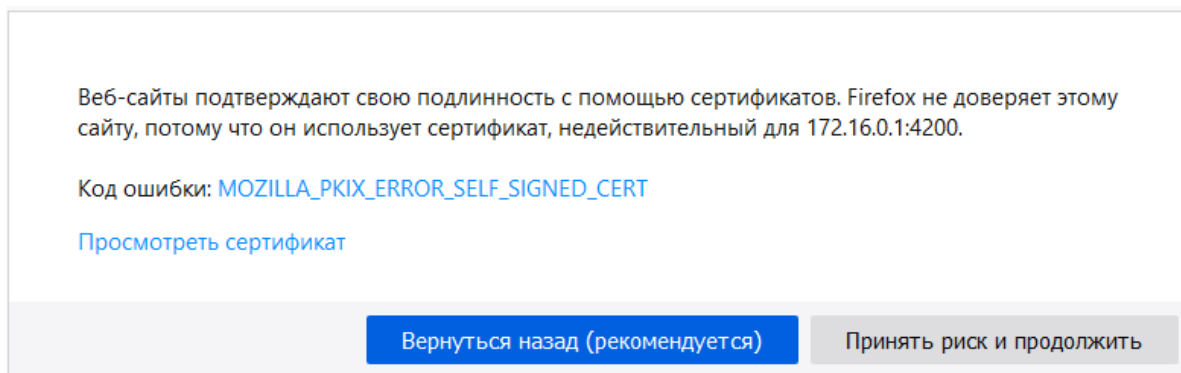 Веб-сайты подтверждают свою подлинность с помощью сертификатов. Firefox не доверяет этому
сайту, потому что он использует сертификат, недействительный для 172.16.0.1:4200.
Код ошибки: MOZILLA_PKIX_ERROR_SELF_SIGNED_CERT
Просмотреть сертификат
Вернуться назад (рекомендуется) Принять риск и продолжить